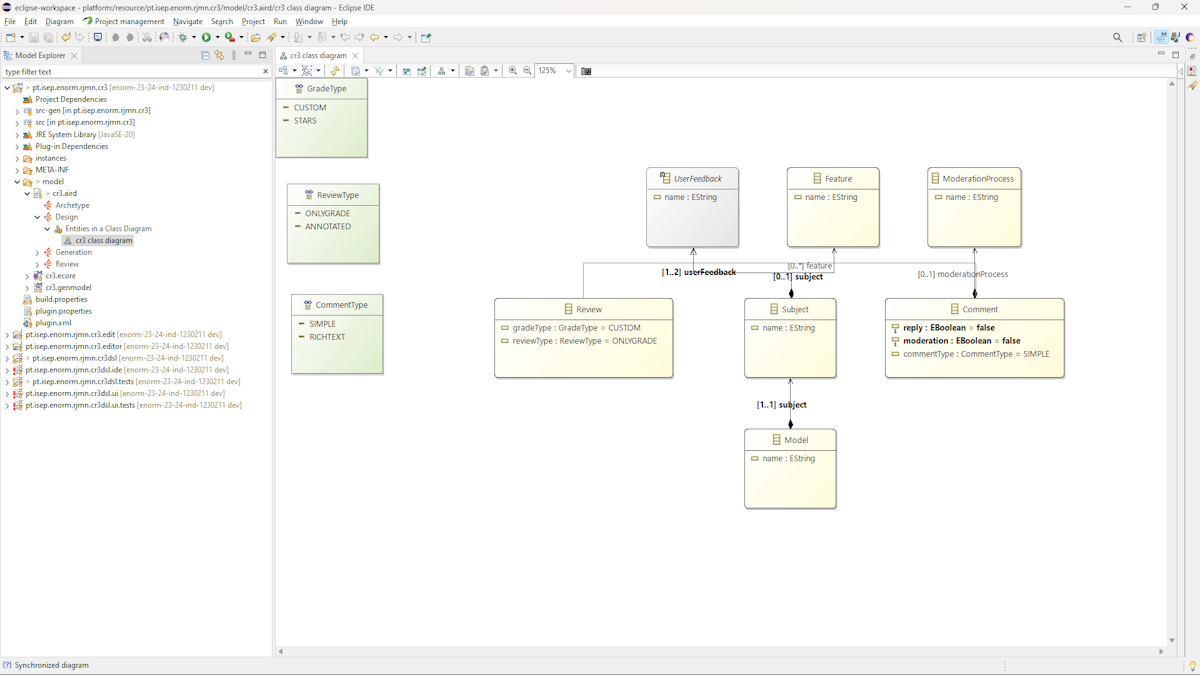 eclipse-workspace - platform:/resource/pt.isep.enorm.rjmn.cr3/model/cr3.aird/cr3 class diagram - Eclipse IDE
File Edit Diagram Project management Navigate Search Project Run Window Help
Model Explorer
type filter text
> pt.isep.enorm.rjmn.cr3 [enorm-23-24-ind-1230211 dev]
Project Dependencies
src-gen [in pt.isep.enorm.rjmn.cr3]
src [in pt.isep.enorm.rjmn.cr3]
JRE System Library [JavaSE-20]
Plug-in Dependencies
instances
META-INF
> model
> cr3.aird
Archetype
Design
Entities in a Class Diagram
cr3 class diagram
Generation
Review
cr3.ecore
cr3.genmodel
build.properties
plugin.properties
plugin.xml
pt.isep.enorm.rjmn.cr3.edit [enorm-23-24-ind-1230211 dev]
pt.isep.enorm.rjmn.cr3.editor [enorm-23-24-ind-1230211 dev]
> pt.isep.enorm.rjmn.cr3dsl [enorm-23-24-ind-1230211 dev]
pt.isep.enorm.rjmn.cr3dsl.ide [enorm-23-24-ind-1230211 dev]
> pt.isep.enorm.rjmn.cr3dsl.tests [enorm-23-24-ind-1230211 dev]
pt.isep.enorm.rjmn.cr3dsl.ui [enorm-23-24-ind-1230211 dev]
pt.isep.enorm.rjmn.cr3dsl.ui.tests [enorm-23-24-ind-1230211 dev]
cr3 class diagram
125%
GradeType
CUSTOM
STARS
ReviewType
ONLYGRADE
ANNOTATED
CommentType
SIMPLE
RICHTEXT
UserFeedback
name : EString
Feature
name : EString
ModerationProcess
name : EString
[1..2] userFeedback
[0..*] feature
[0..1] subject
[0..1] moderationProcess
Review
gradeType : GradeType = CUSTOM
reviewType : ReviewType = ONLYGRADE
Subject
name : EString
Comment
reply : EBoolean = false
moderation : EBoolean = false
commentType : CommentType = SIMPLE
[1..1] subject
Model
name : EString
Synchronized diagram